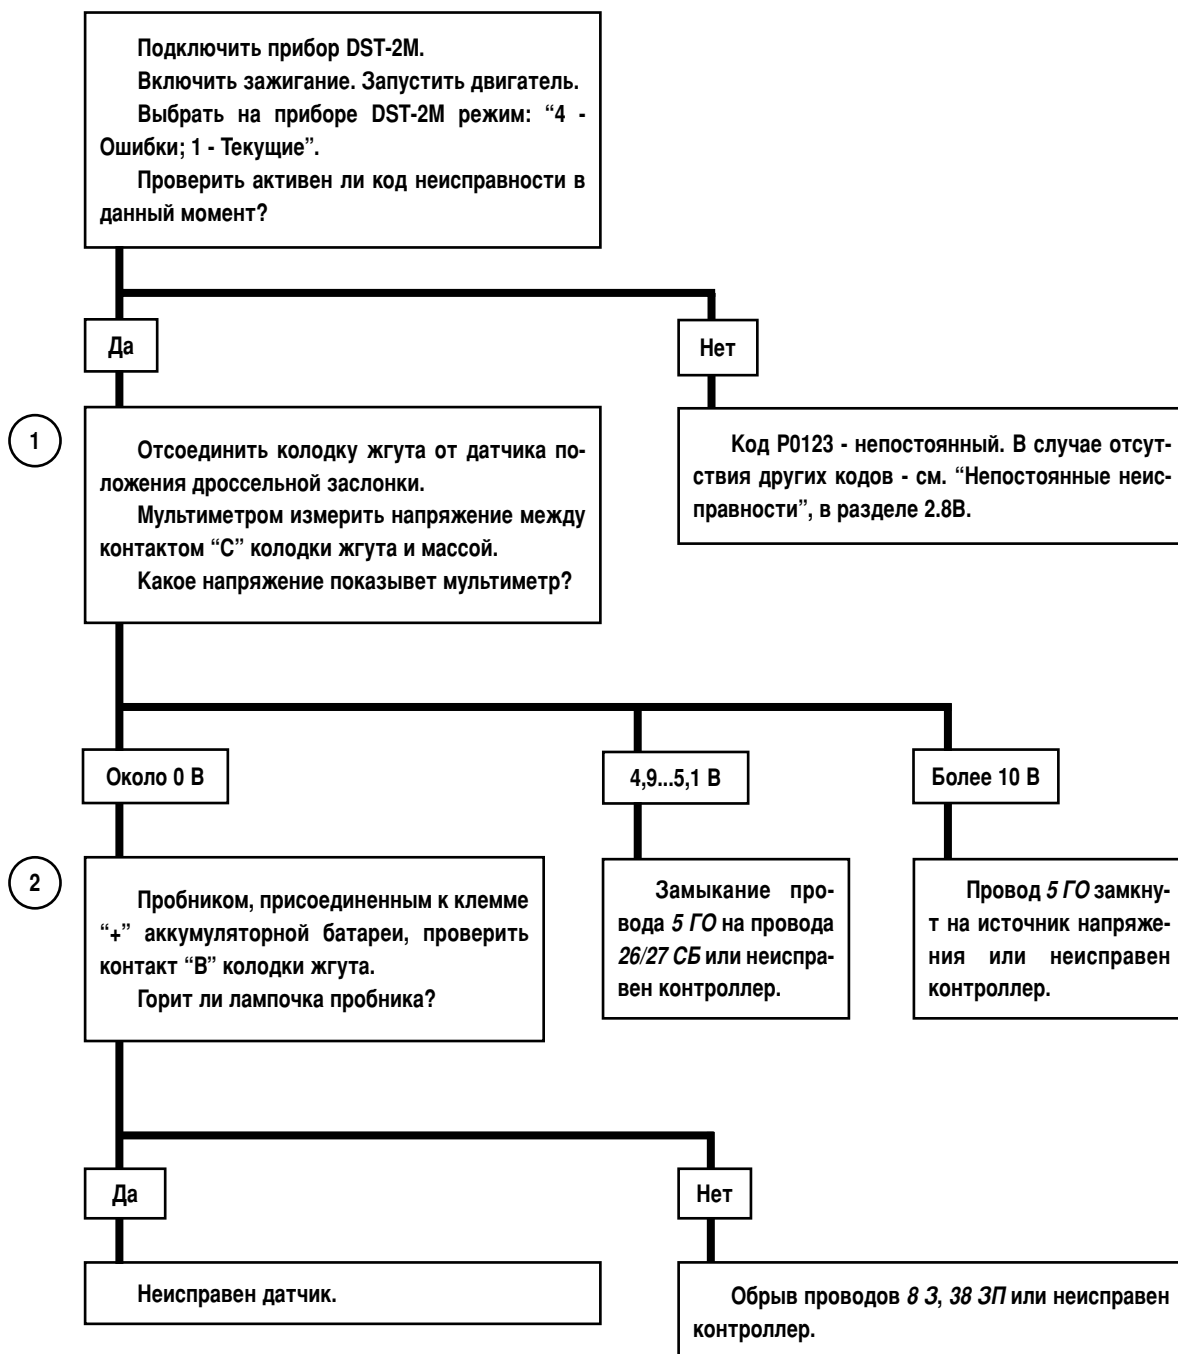 Подключить прибор DST-2M.
Включить зажигание. Запустить двигатель.
Выбрать на приборе DST-2M режим: “4 -
Ошибки; 1 - Текущие”.
Проверить активен ли код неисправности в
данный момент?
Да
Нет
1
Отсоединить колодку жгута от датчика по-
ложения дроссельной заслонки.
Мультиметром измерить напряжение между
контактом “С” колодки жгута и массой.
Какое напряжение показывет мультиметр?
Код Р0123 - непостоянный. В случае отсут-
ствия других кодов - см. “Непостоянные неис-
правности”, в разделе 2.8В.
Около 0 В
4,9...5,1 В
Более 10 В
2
Пробником, присоединенным к клемме
“+” аккумуляторной батареи, проверить
контакт “В” колодки жгута.
Горит ли лампочка пробника?
Замыкание про-
вода 5 ГО на провода
26/27 СБ или неиспра-
вен контроллер.
Провод 5 ГО замкну-
т на источник напряже-
ния или неисправен
контроллер.
Да
Нет
Неисправен датчик.
Обрыв проводов 8 З, 38 ЗП или неисправен
контроллер.